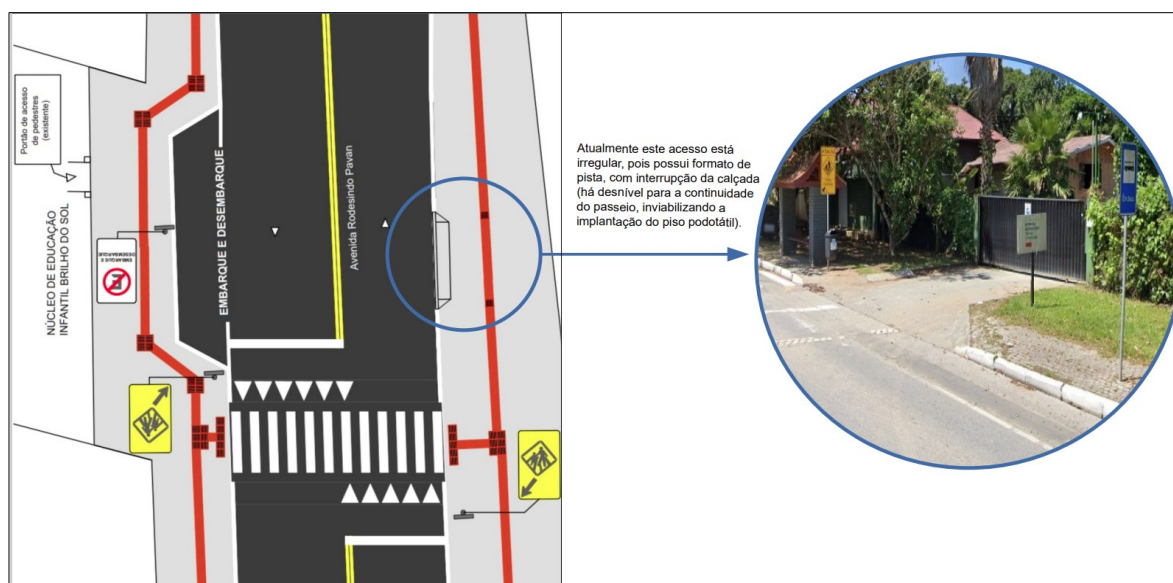 Portão de acesso
de pedestres
(existente)
NÚCLEO DE EDUCAÇÃO
INFANTIL BRILHO DO SOL
EMBARQUE E
DESEMBARQUE
EMBARQUE E DESEMBARQUE
Avenida Rodesindo Pavan
Atualmente este acesso está
irregular, pois possui formato de
pista, com interrupção da calçada
(há desnível para a continuidade
do passeio, inviabilizando a
implantação do piso podotátil).